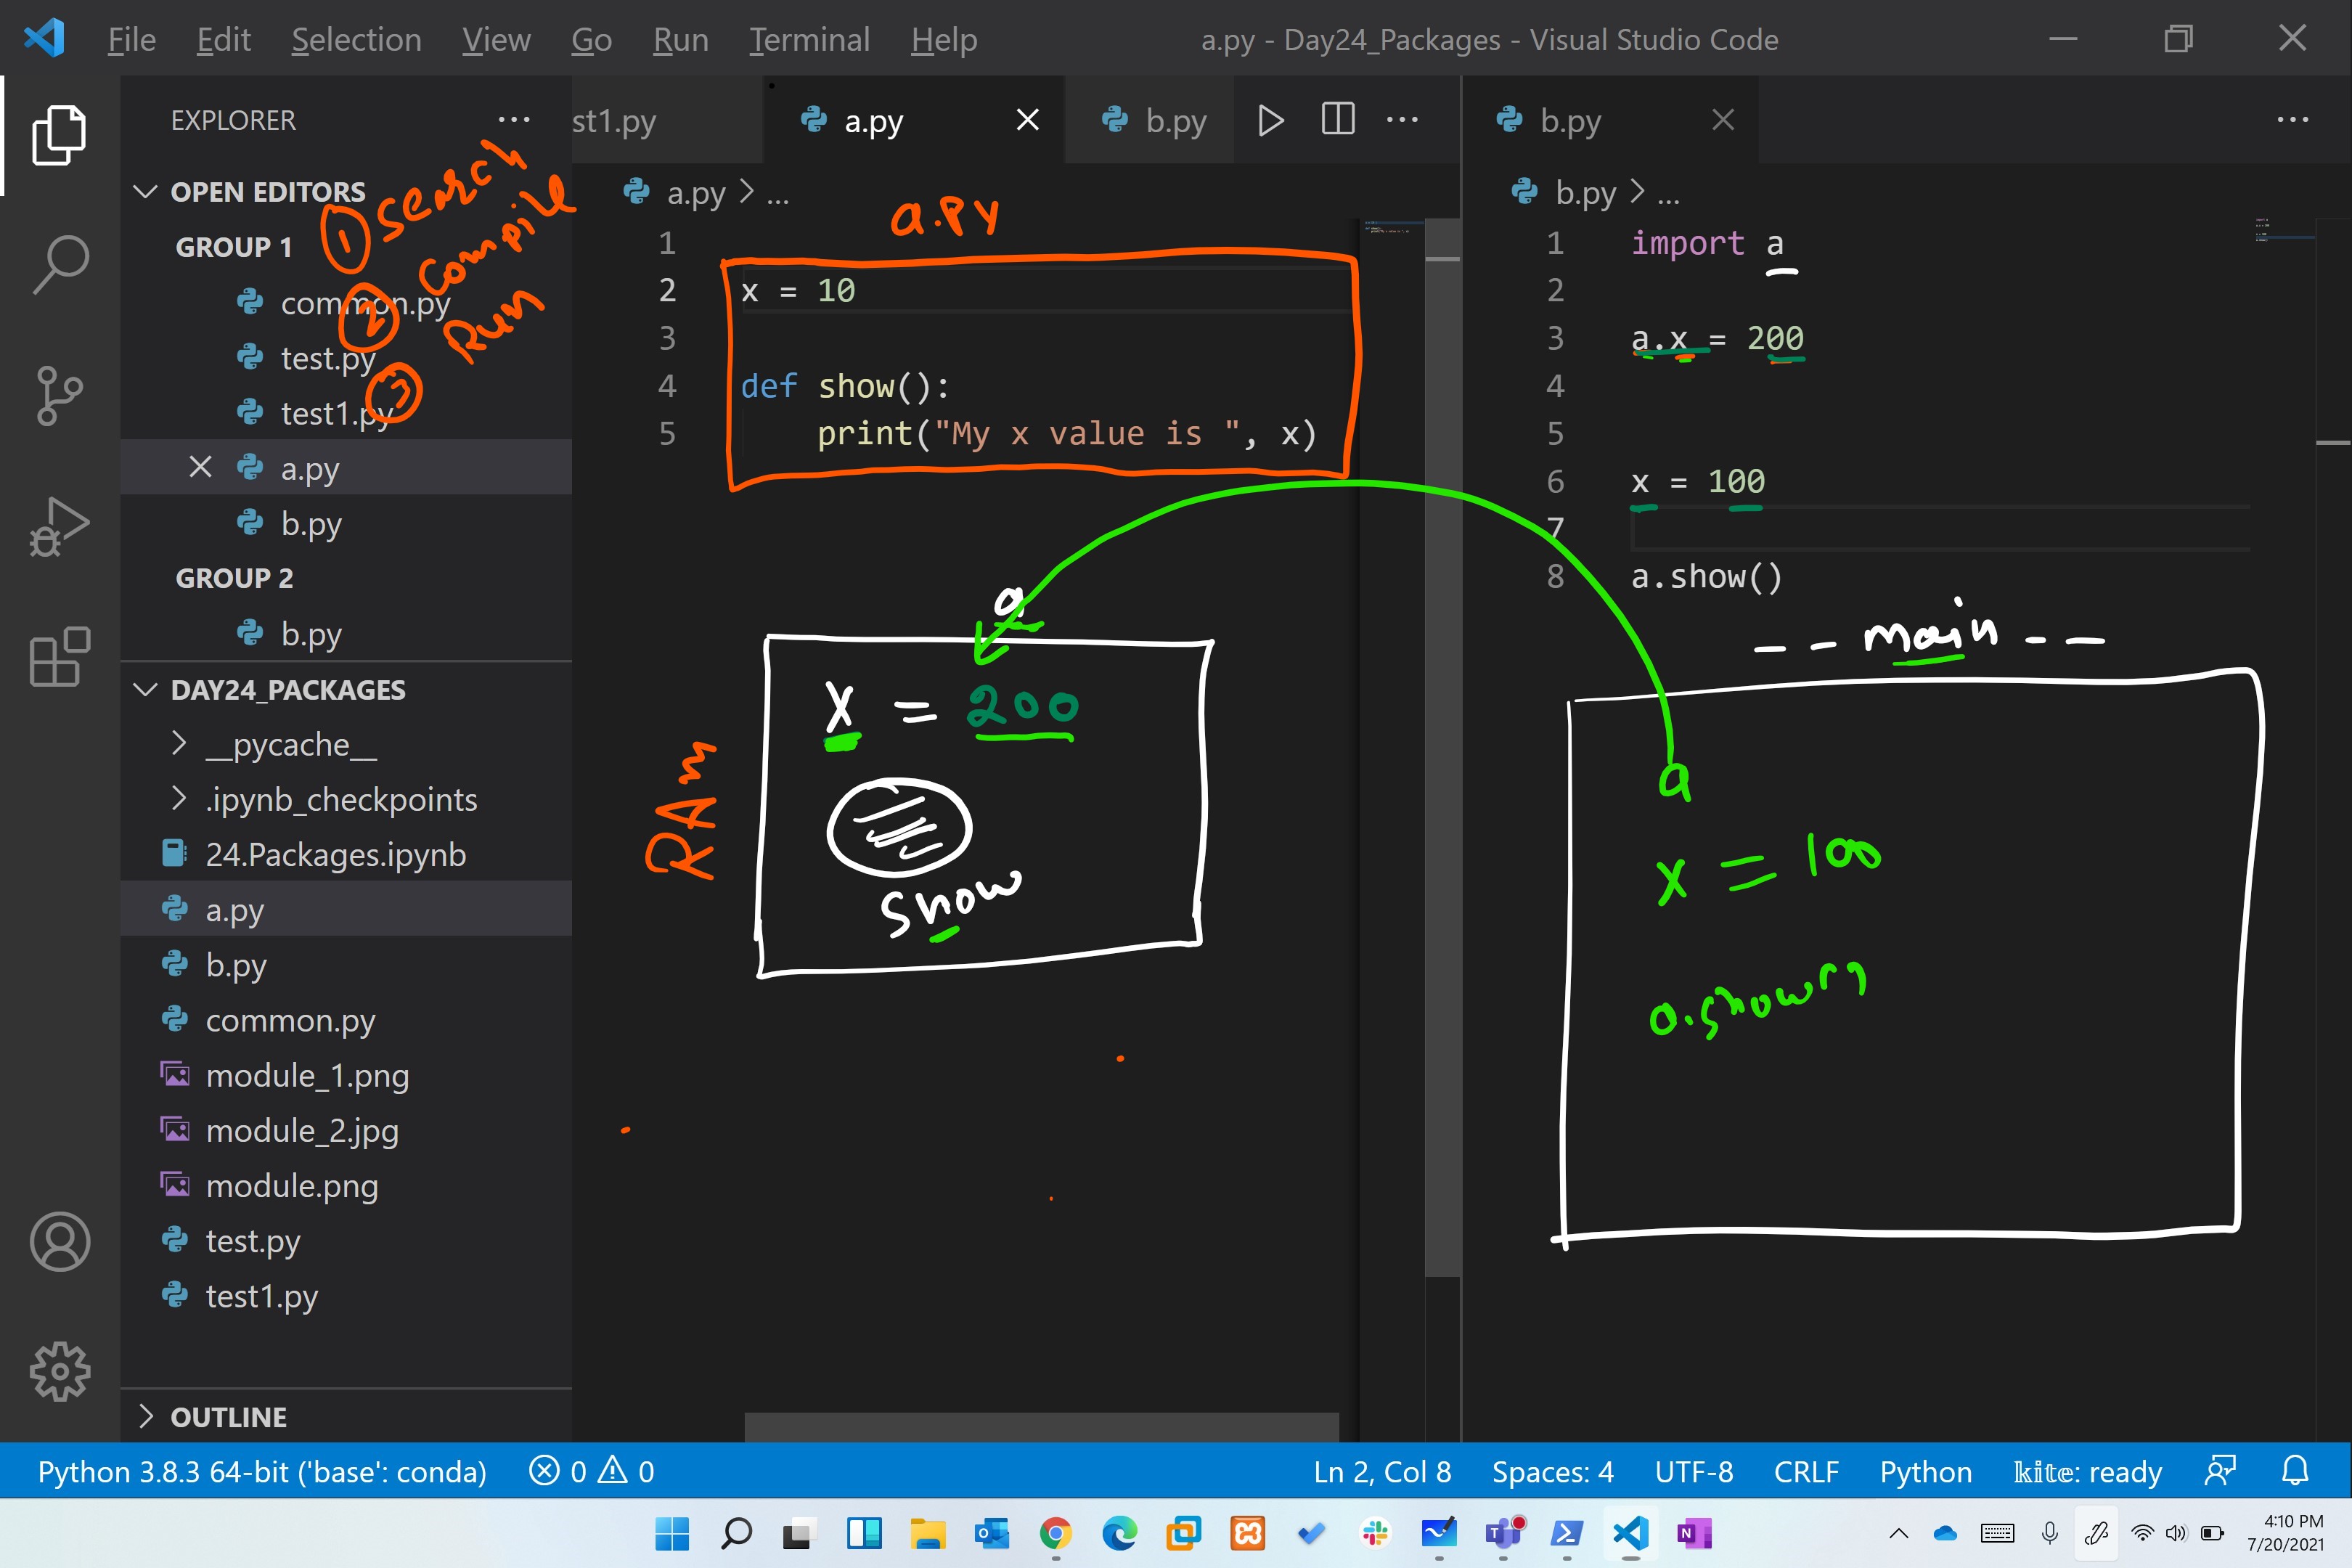 File Edit Selection View Go Run Terminal Help
a.py - Day24_Packages - Visual Studio Code
EXPLORER
OPEN EDITORS
GROUP 1
common.py
test.py
test1.py
a.py
b.py
GROUP 2
b.py
DAY24_PACKAGES
__pycache__
.ipynb_checkpoints
24.Packages.ipynb
a.py
b.py
common.py
module_1.png
module_2.jpg
module.png
test.py
test1.py
OUTLINE
1 Search
2 Compile
3 Run
st1.py
a.py
b.py
a.py > ...
a.py
1
2 x = 10
3
4 def show():
5 print("My x value is ", x)
a
x = 200
show
RAM
b.py
b.py > ...
1 import a
2
3 a.x = 200
4
5
6 x = 100
7
8 a.show()
-- main --
a
x = 100
a.show()
Python 3.8.3 64-bit ('base': conda) 0 0
Ln 2, Col 8 Spaces: 4 UTF-8 CRLF Python kite: ready
4:10 PM
7/20/2021